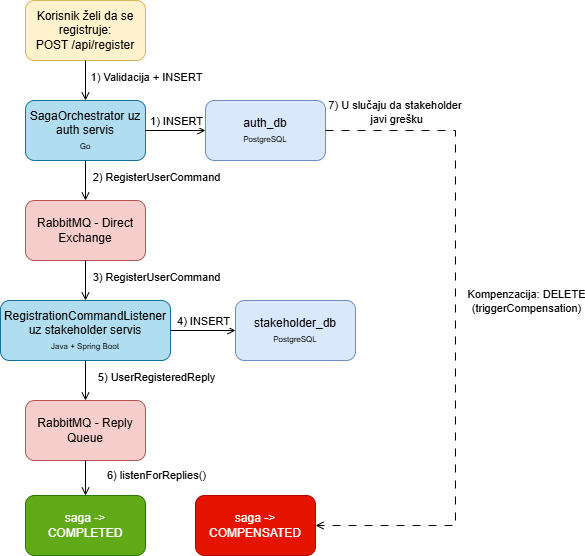 Korisnik želi da se
registruje:
POST /api/register
1) Validacija + INSERT
SagaOrchestrator uz
auth servis
Go
1) INSERT
auth_db
PostgreSQL
7) U slučaju da stakeholder
javi grešku
2) RegisterUserCommand
RabbitMQ - Direct
Exchange
3) RegisterUserCommand
Kompenzacija: DELETE
(triggerCompensation)
RegistrationCommandListener
uz stakeholder servis
Java + Spring Boot
4) INSERT
stakeholder_db
PostgreSQL
5) UserRegisteredReply
RabbitMQ - Reply
Queue
6) listenForReplies()
saga ->
COMPLETED
saga ->
COMPENSATED